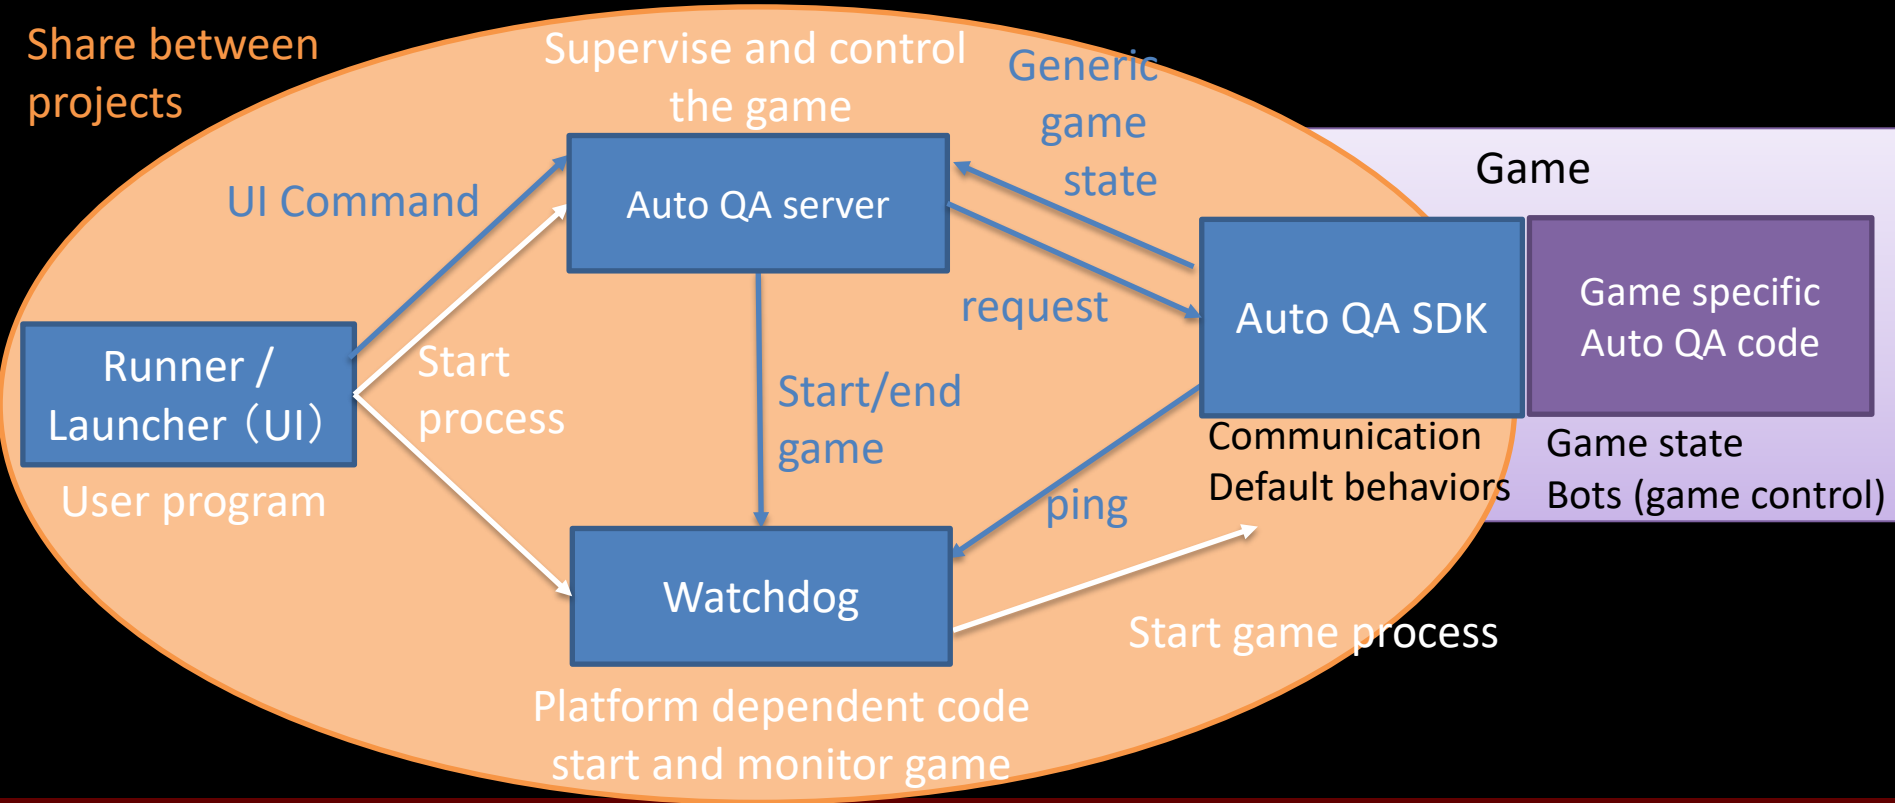 Share between
projects
Supervise and control
the game
Generic
game
state
UI Command
Auto QA server
Game
request
Auto QA SDK
Game specific
Auto QA code
Runner /
Launcher（UI）
User program
Start
process
Start/end
game
Communication
Default behaviors
Game state
Bots (game control)
ping
Watchdog
Start game process
Platform dependent code
start and monitor game